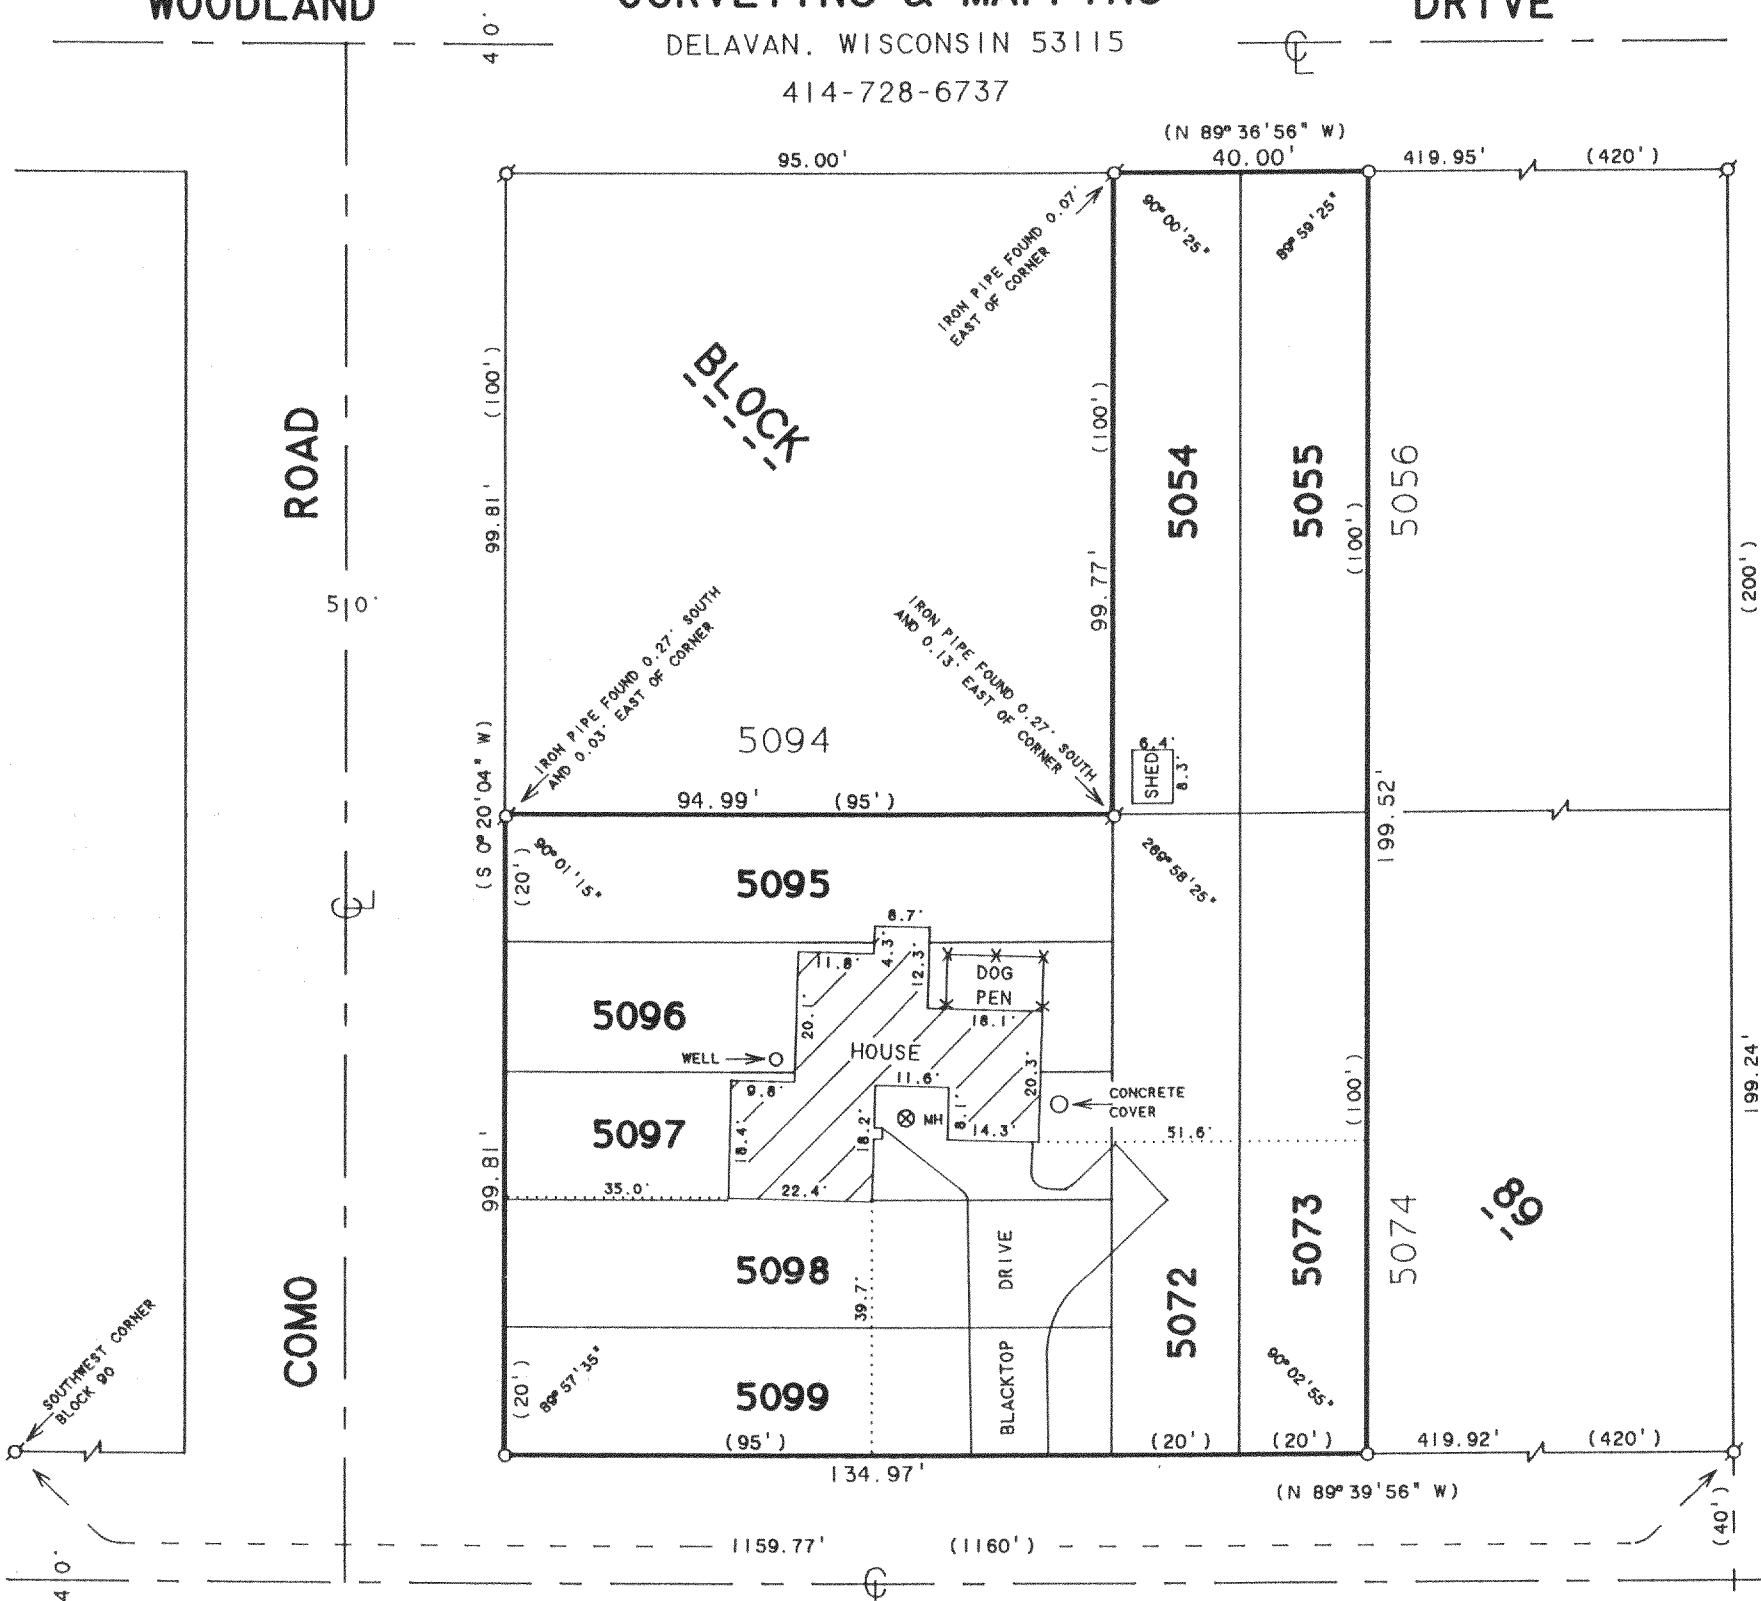 WOODLAND
SURVEYING & MAPPING
DRIVE
DELAVAN, WISCONSIN 53115
414-728-6737
40'
(N 89°36'56" W)
95.00'
40.00'
419.95'
(420')
IRON PIPE FOUND 0.07'
EAST OF CORNER
90°00'25"
89°59'25"
BLOCK
(100')
(100')
ROAD
5054
5055
5056
(100')
99.81'
99.77'
(200')
50'
IRON PIPE FOUND 0.27' SOUTH
AND 0.03' EAST OF CORNER
IRON PIPE FOUND 0.27' SOUTH
AND 0.13' EAST OF CORNER
5094
6.4'
SHED
8.3'
94.99'
(95')
(S 0°20'04" W)
199.52'
(20')
90°01'15"
5095
269°58'25"
8.7'
4.3'
11.8'
12.3'
DOG
PEN
5096
20.1'
18.1'
WELL
HOUSE
11.6'
9.8'
20.3'
CONCRETE
COVER
(100')
199.24'
5097
18.4'
18.2'
MH
8.1'
14.3'
51.6'
99.81'
35.0'
22.4'
5073
5074
89
5098
39.7'
DRIVE
5072
COMO
SOUTHWEST CORNER
BLOCK 90
(20')
89°57'35"
5099
BLACKTOP
90°02'55"
(95')
(20')
(20')
419.92'
(420')
134.97'
(N 89°39'56" W)
(40')
1159.77'
(1160')
40'